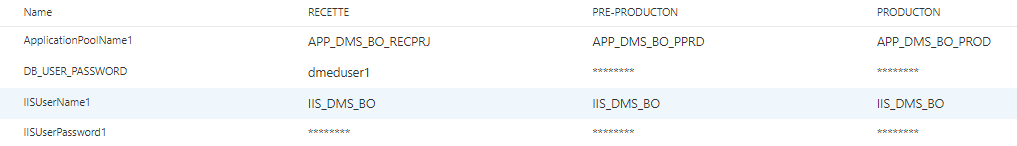 Name RECETTE PRE-PRODUCTON PRODUCTON
ApplicationPoolName1 APP_DMS_BO_RECPRJ APP_DMS_BO_PPRD APP_DMS_BO_PROD
DB_USER_PASSWORD dmeduser1 ******** ********
IISUserName1 IIS_DMS_BO IIS_DMS_BO IIS_DMS_BO
IISUserPassword1 ******** ******** ********